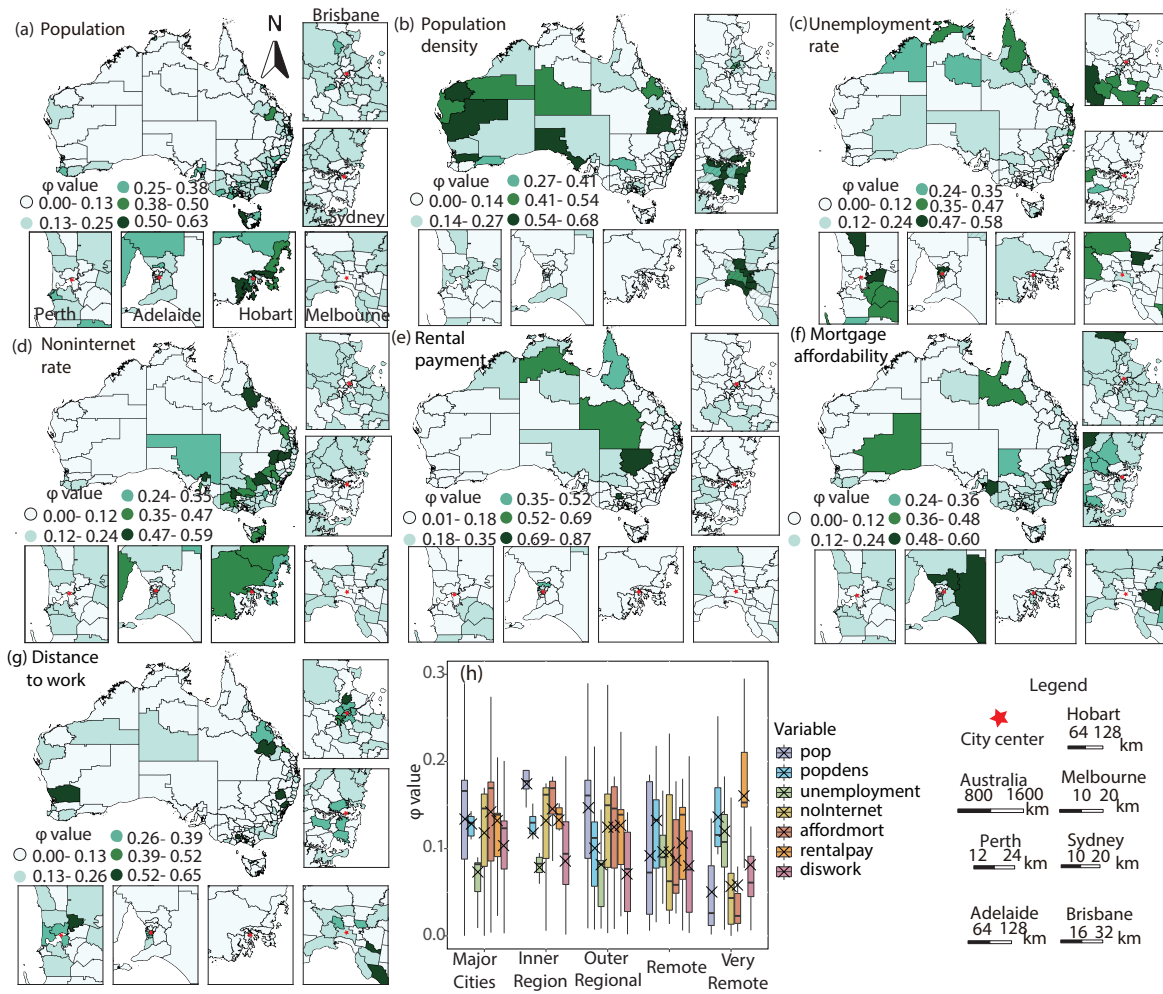 (a) Population
N
Brisbane
φ value
0.00- 0.13
0.13- 0.25
0.25- 0.38
0.38- 0.50
0.50- 0.63
Sydney
Perth
Adelaide
Hobart
Melbourne
(b) Population
density
φ value
0.00- 0.14
0.14- 0.27
0.27- 0.41
0.41- 0.54
0.54- 0.68
(c) Unemployment
rate
φ value
0.00- 0.12
0.12- 0.24
0.24- 0.35
0.35- 0.47
0.47- 0.58
(d) Noninternet
rate
φ value
0.00- 0.12
0.12- 0.24
0.24- 0.35
0.35- 0.47
0.47- 0.59
(e) Rental
payment
φ value
0.01- 0.18
0.18- 0.35
0.35- 0.52
0.52- 0.69
0.69- 0.87
(f) Mortgage
affordability
φ value
0.00- 0.12
0.12- 0.24
0.24- 0.36
0.36- 0.48
0.48- 0.60
(g) Distance
to work
φ value
0.00- 0.13
0.13- 0.26
0.26- 0.39
0.39- 0.52
0.52- 0.65
(h)
φ value
0.3
0.2
0.1
0.0
Major
Cities
Inner
Region
Outer
Regional
Remote
Very
Remote
Variable
pop
popdens
unemployment
noInternet
affordmort
rentalpay
diswork
Legend
City center
Hobart
64 128
km
Australia
800 1600
km
Melbourne
10 20
km
Perth
12 24
km
Sydney
10 20
km
Adelaide
64 128
km
Brisbane
16 32
km